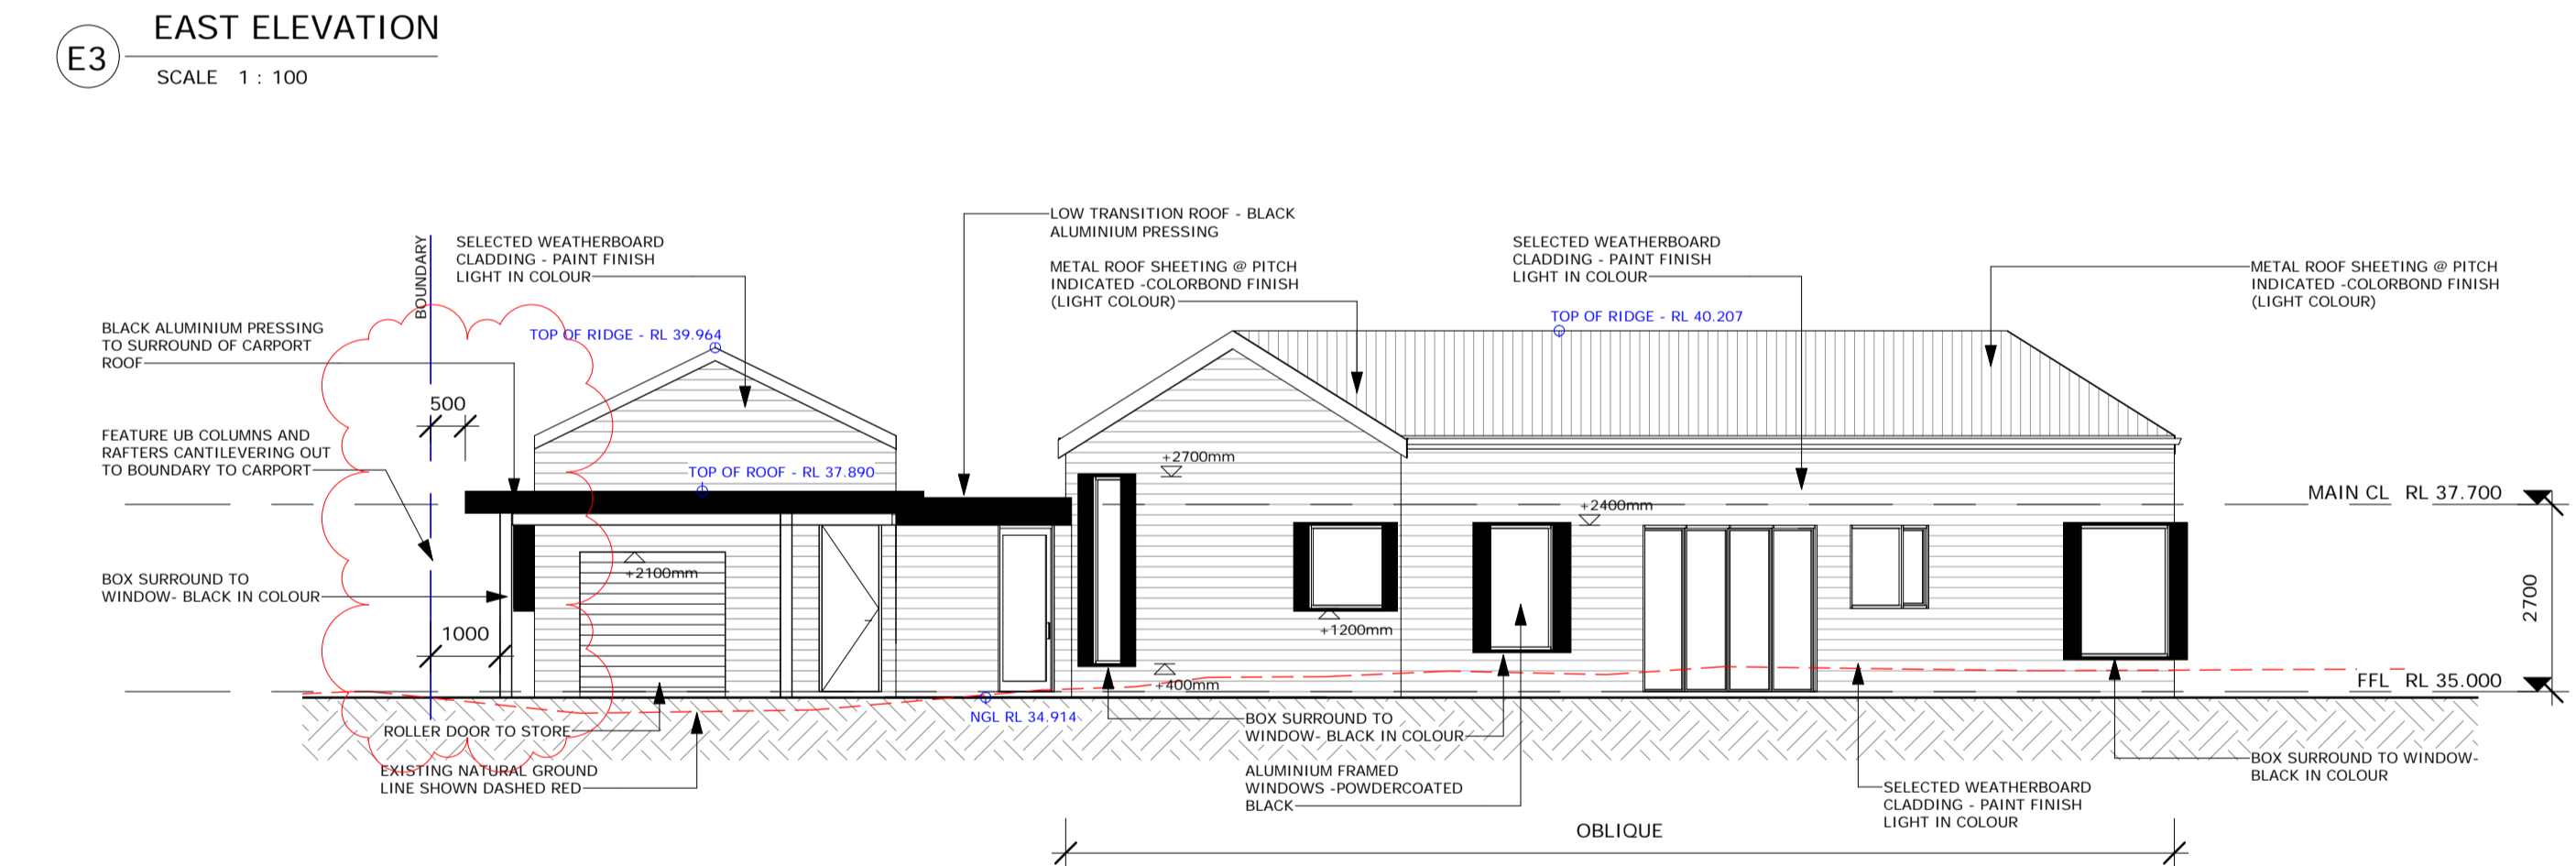 EAST ELEVATION
E3
SCALE 1 : 100
LOW TRANSITION ROOF - BLACK
ALUMINIUM PRESSING
BOUNDARY
SELECTED WEATHERBOARD
CLADDING - PAINT FINISH
LIGHT IN COLOUR
METAL ROOF SHEETING @ PITCH
INDICATED -COLORBOND FINISH
(LIGHT COLOUR)
SELECTED WEATHERBOARD
CLADDING - PAINT FINISH
LIGHT IN COLOUR
METAL ROOF SHEETING @ PITCH
INDICATED -COLORBOND FINISH
(LIGHT COLOUR)
BLACK ALUMINIUM PRESSING
TO SURROUND OF CARPORT
ROOF
TOP OF RIDGE - RL 39.964
TOP OF RIDGE - RL 40.207
500
FEATURE UB COLUMNS AND
RAFTERS CANTILEVERING OUT
TO BOUNDARY TO CARPORT
TOP OF ROOF - RL 37.890
+2700mm
+2400mm
MAIN CL RL 37.700
BOX SURROUND TO
WINDOW- BLACK IN COLOUR
+2100mm
2700
1000
+1200mm
+400mm
FFL RL 35.000
NGL RL 34.914
ROLLER DOOR TO STORE
BOX SURROUND TO
WINDOW- BLACK IN COLOUR
EXISTING NATURAL GROUND
LINE SHOWN DASHED RED
ALUMINIUM FRAMED
WINDOWS -POWDERCOATED
BLACK
BOX SURROUND TO WINDOW-
BLACK IN COLOUR
SELECTED WEATHERBOARD
CLADDING - PAINT FINISH
LIGHT IN COLOUR
OBLIQUE